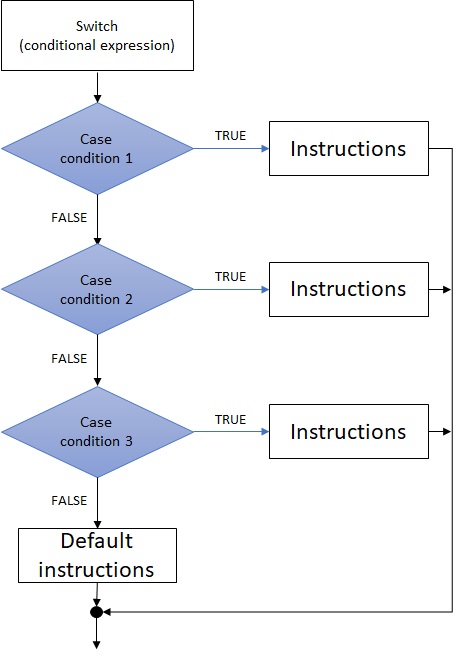 Switch
(conditional expression)
Case
condition 1
TRUE
Instructions
FALSE
Case
condition 2
TRUE
Instructions
FALSE
Case
condition 3
TRUE
Instructions
FALSE
Default
instructions